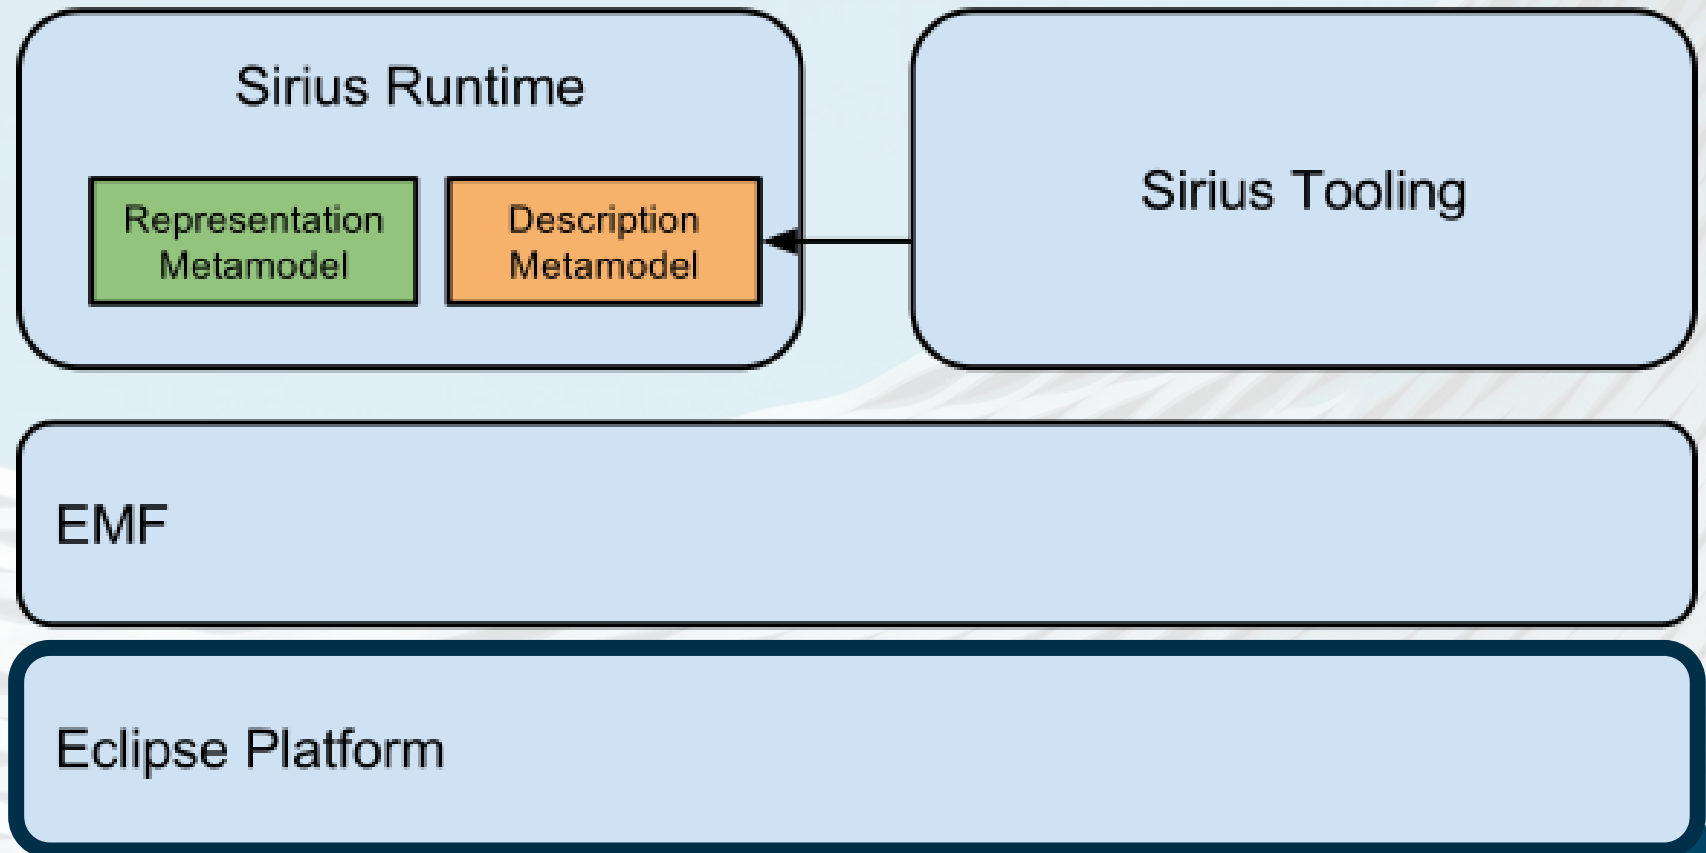 Sirius Runtime
Representation
Metamodel
Description
Metamodel
Sirius Tooling
EMF
Eclipse Platform